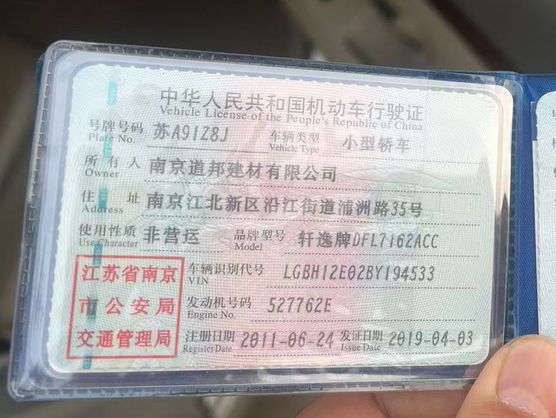 中华人民共和国机动车行驶证
Vehicle License of the People's Republic of China
号牌号码 苏A91Z8J 车辆类型 小型轿车
Plate No. Vehicle Type
所有人 南京道邦建材有限公司
Owner
住址 南京江北新区沿江街道浦洲路35号
Address
使用性质 非营运 品牌型号 轩逸牌DFL7162ACC
Use Character Model
车辆识别代号 LGBH12E02BY194533
VIN
发动机号码 527762E
Engine No.
注册日期 2011-06-24 发证日期 2019-04-03
Register Date Issue Date
江苏省南京
市公安局
交通管理局